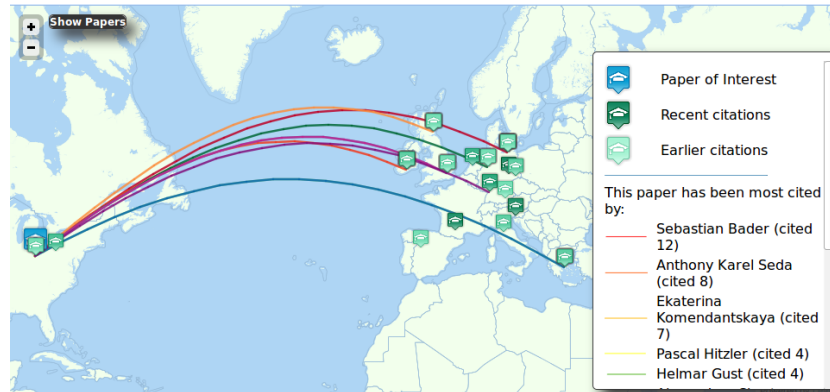 +
Show Papers
−
Paper of Interest
Recent citations
Earlier citations
This paper has been most cited
by:
Sebastian Bader (cited
12)
Anthony Karel Seda
(cited 8)
Ekaterina
Komendantskaya (cited
7)
Pascal Hitzler (cited 4)
Helmar Gust (cited 4)